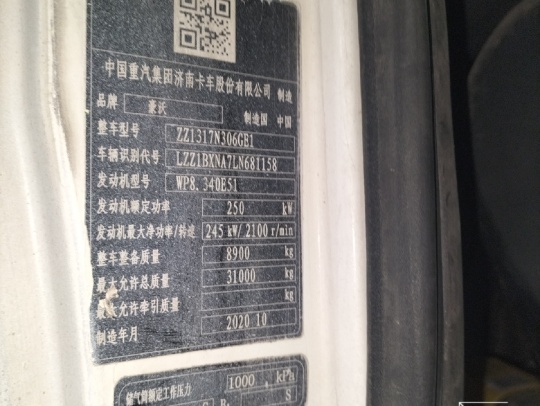 中国重汽集团济南卡车股份有限公司 制造
品牌 豪沃 制造国 中国
整车型号 ZZ1317N306GE1
车辆识别代号 LZZ1BXNA7LN681158
发动机型号 WP8. 340E51
发动机额定功率 250 kW
发动机最大净功率/转速 245 kW/ 2100 r/min
整车整备质量 8900 kg
最大允许总质量 31000 kg
最大允许牵引质量 kg
制造年月 2020 10
储气筒额定工作压力 1000 kPa